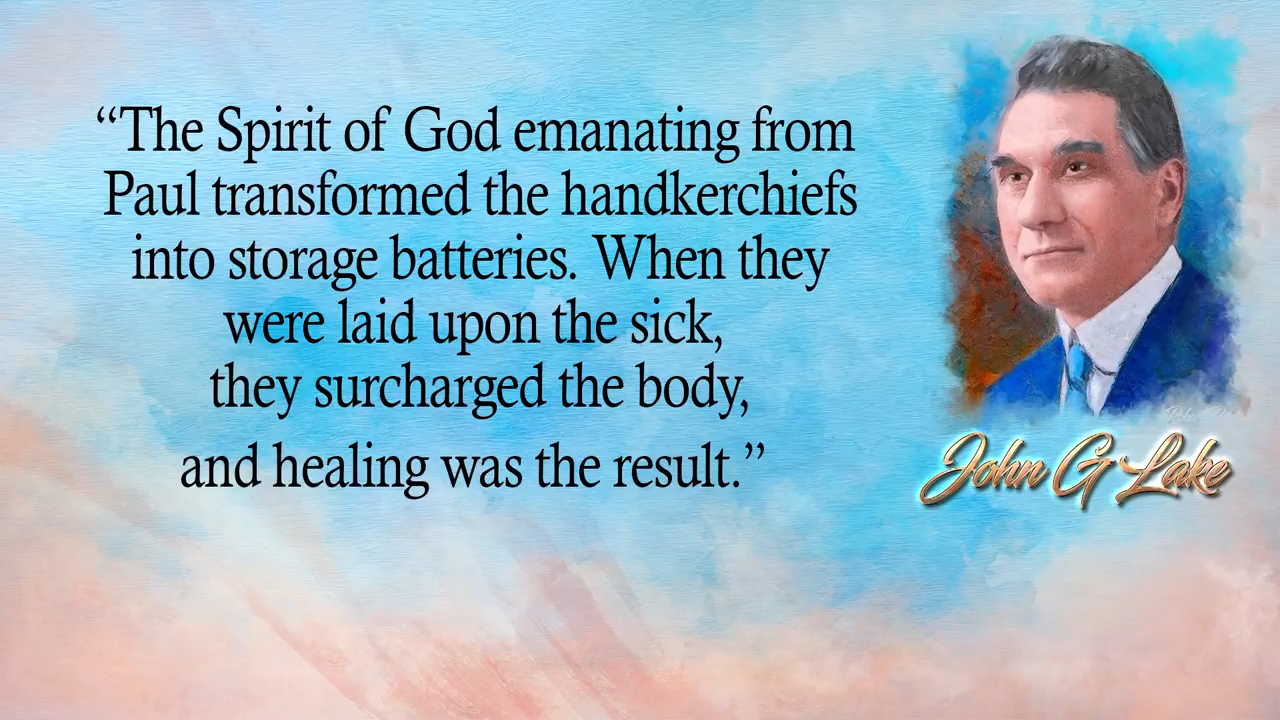 “The Spirit of God emanating from
Paul transformed the handkerchiefs
into storage batteries. When they
were laid upon the sick,
they surcharged the body,
and healing was the result.”
John G Lake